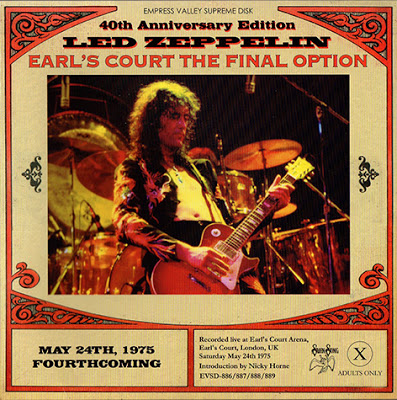 EMPRESS VALLEY SUPREME DISK
40th Anniversary Edition
LED ZEPPELIN
EARL'S COURT THE FINAL OPTION
MAY 24TH, 1975
FOURTHCOMING
Recorded live at Earl's Court Arena,
Earl's Court, London, UK
Saturday May 24th 1975
Introduction by Nicky Horne
EVSD-886/887/888/889
Swan Song
X
ADULTS ONLY